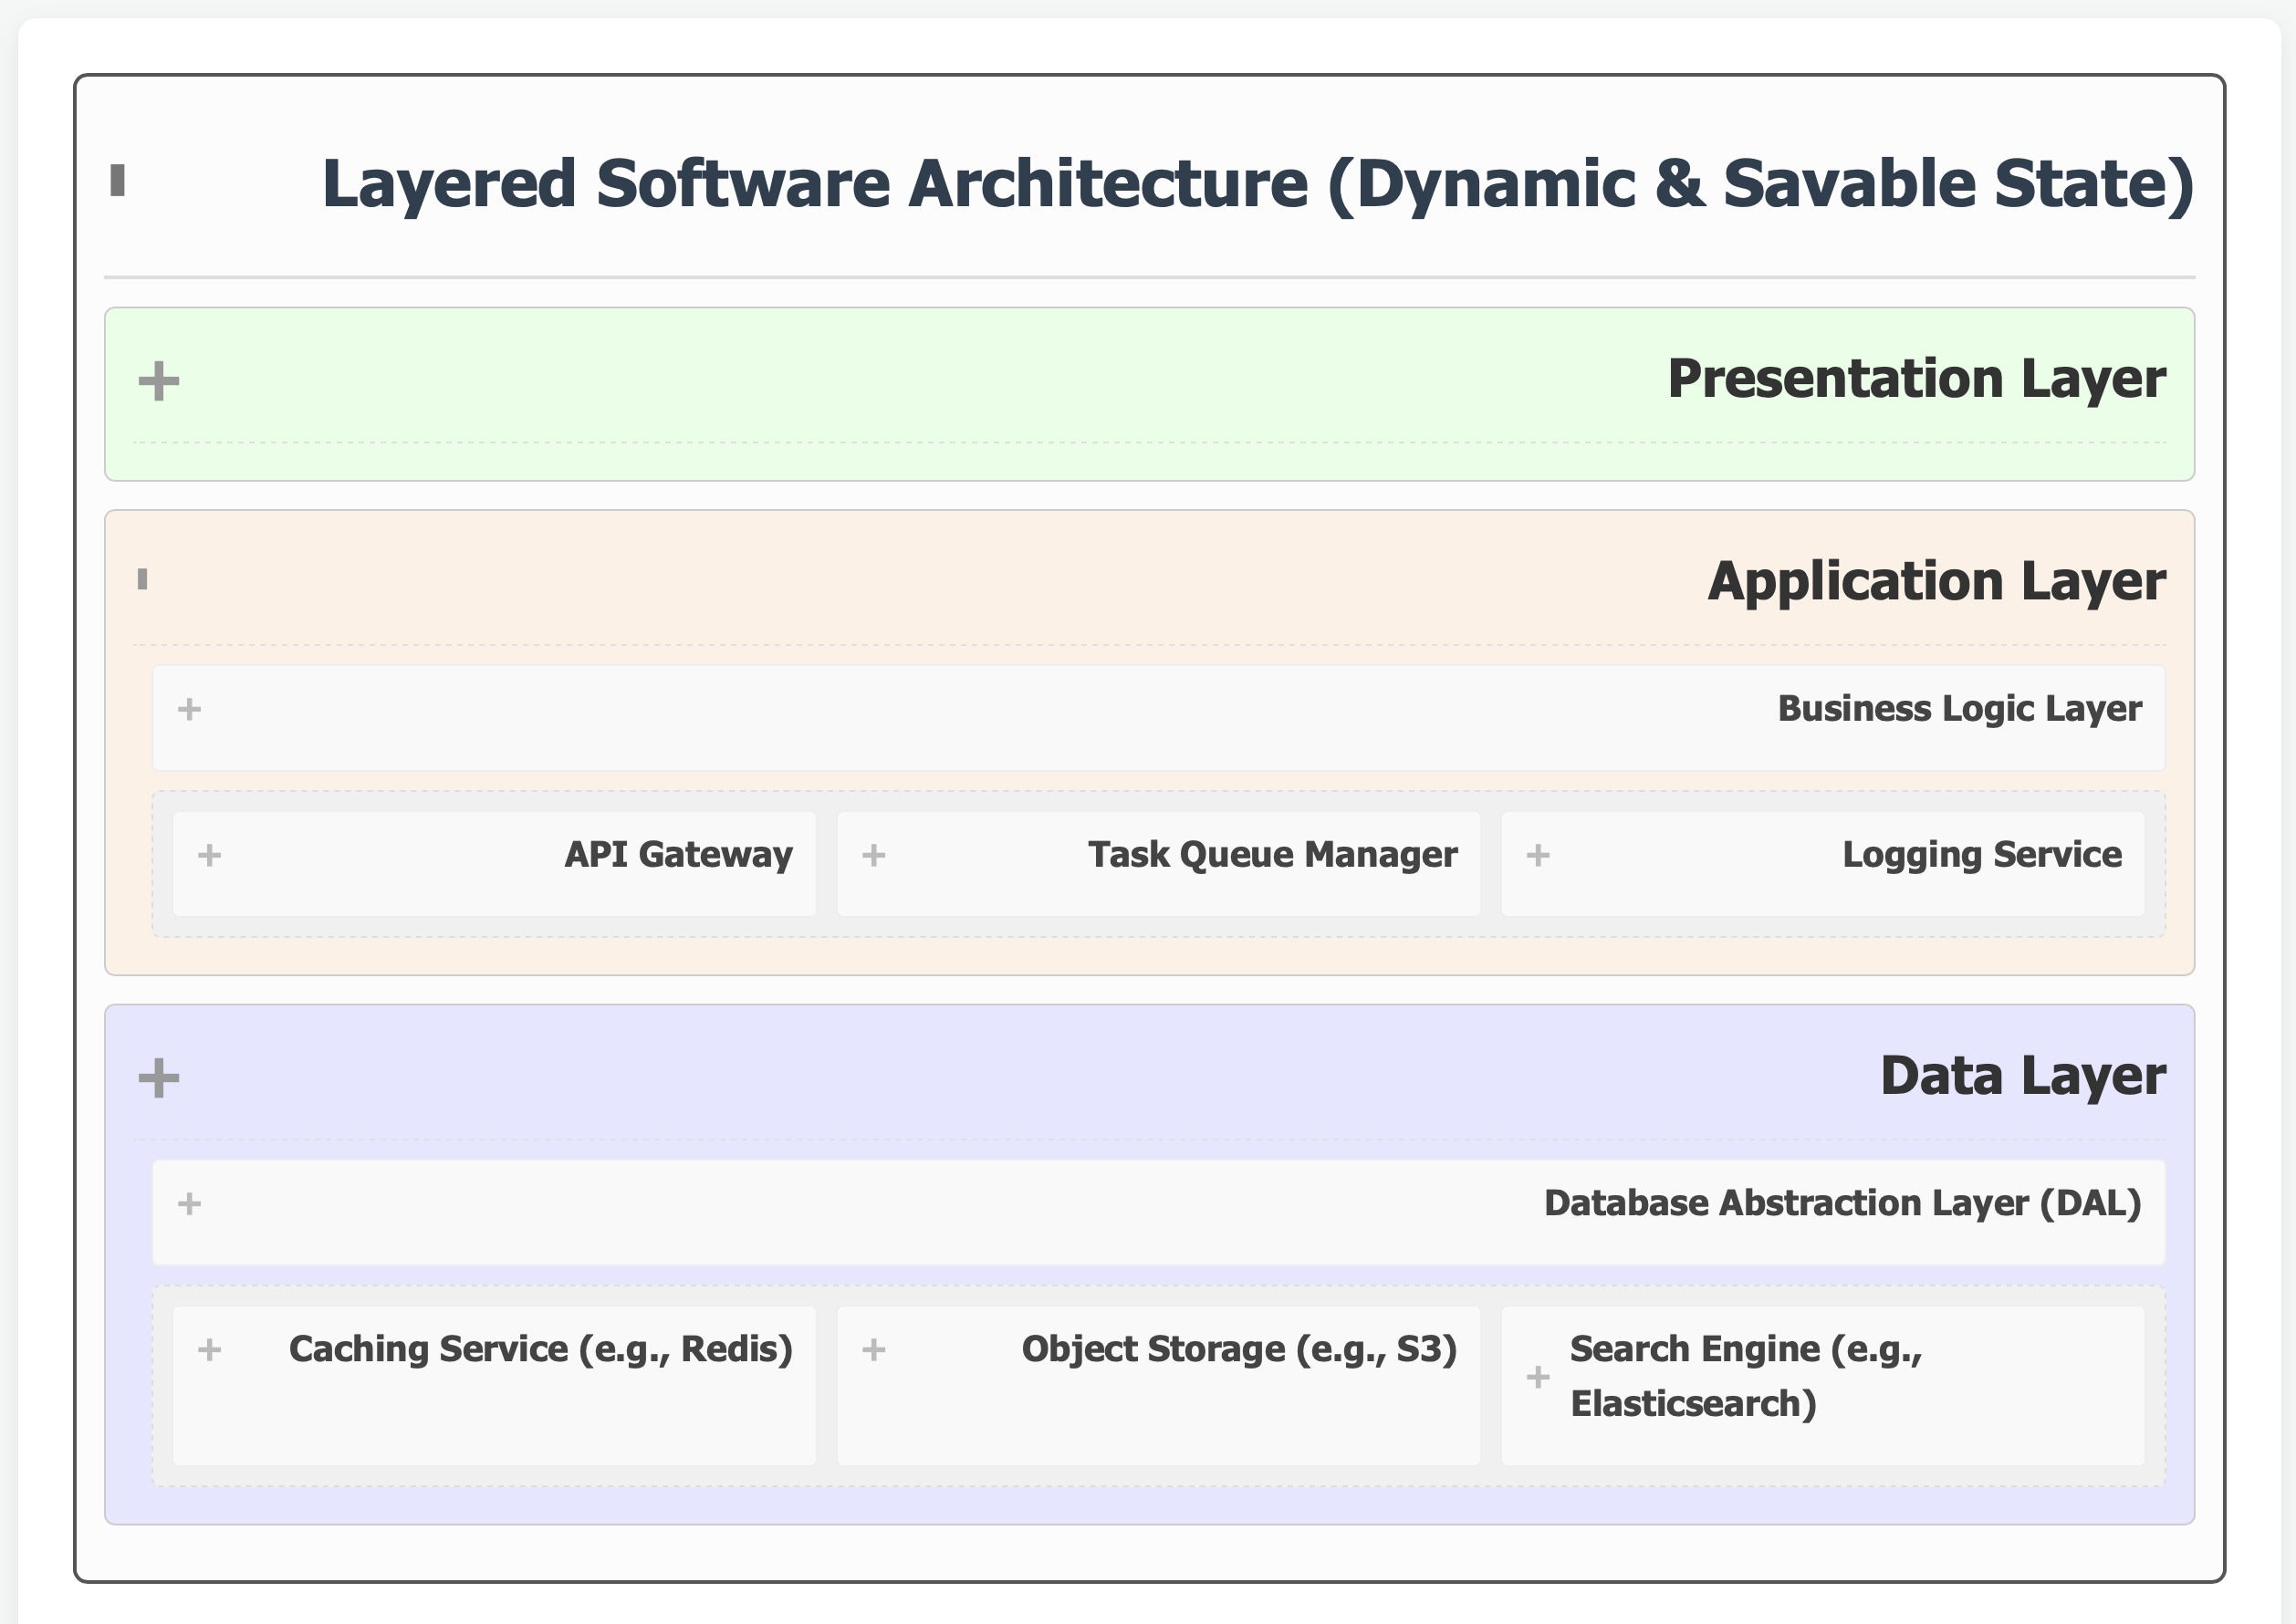 Layered Software Architecture (Dynamic & Savable State)
+ Presentation Layer
Application Layer
+ Business Logic Layer
+ API Gateway
+ Task Queue Manager
+ Logging Service
+ Data Layer
+ Database Abstraction Layer (DAL)
+ Caching Service (e.g., Redis)
+ Object Storage (e.g., S3)
+ Search Engine (e.g.,
Elasticsearch)